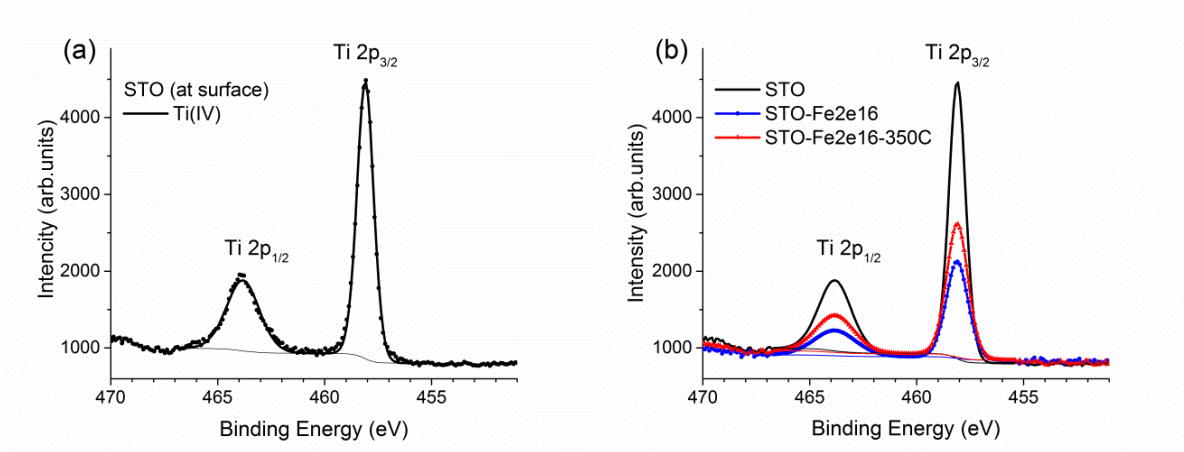 (a)
Ti 2p3/2
STO (at surface)
Ti(IV)
Ti 2p1/2
4000
3000
2000
1000
Intencity (arb.units)
470
465
460
455
Binding Energy (eV)
(b)
Ti 2p3/2
STO
STO-Fe2e16
STO-Fe2e16-350C
Ti 2p1/2
4000
3000
2000
1000
Intensity (arb.units)
470
465
460
455
Binding Energy (eV)